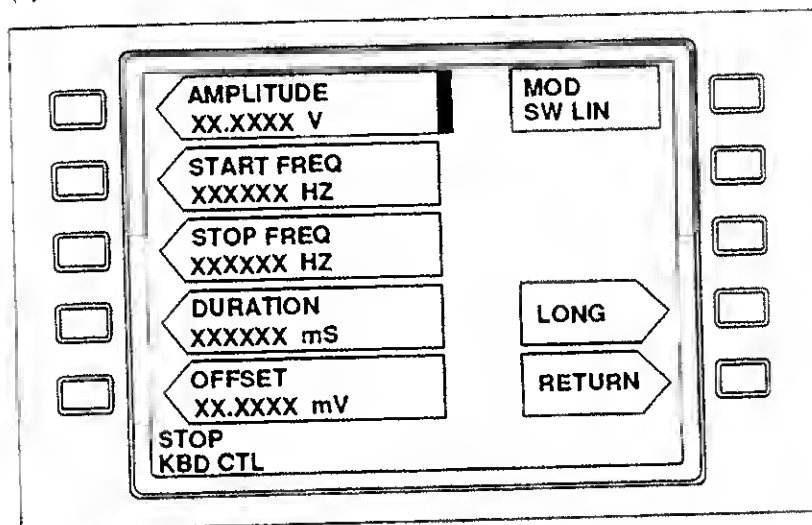 AMPLITUDE
XX.XXXX V
START FREQ
XXXXXX HZ
STOP FREQ
XXXXXX HZ
DURATION
XXXXXX mS
OFFSET
XX.XXXX mV
STOP
KBD CTL
MOD
SW LIN
LONG
RETURN